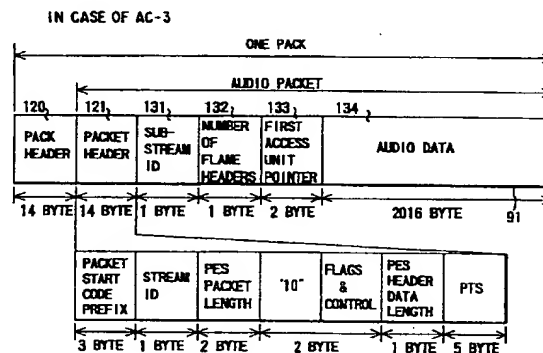 IN CASE OF AC-3
ONE PACK
AUDIO PACKET
120 121 131 132 133 134
PACK HEADER
PACKET HEADER
SUB-STREAM ID
NUMBER OF FLAME HEADERS
FIRST ACCESS UNIT POINTER
AUDIO DATA
14 BYTE 14 BYTE 1 BYTE 1 BYTE 2 BYTE 2016 BYTE 91
PACKET START CODE PREFIX
STREAM ID
PES PACKET LENGTH
"10"
FLAGS & CONTROL
PES HEADER DATA LENGTH
PTS
3 BYTE 1 BYTE 2 BYTE 2 BYTE 1 BYTE 5 BYTE